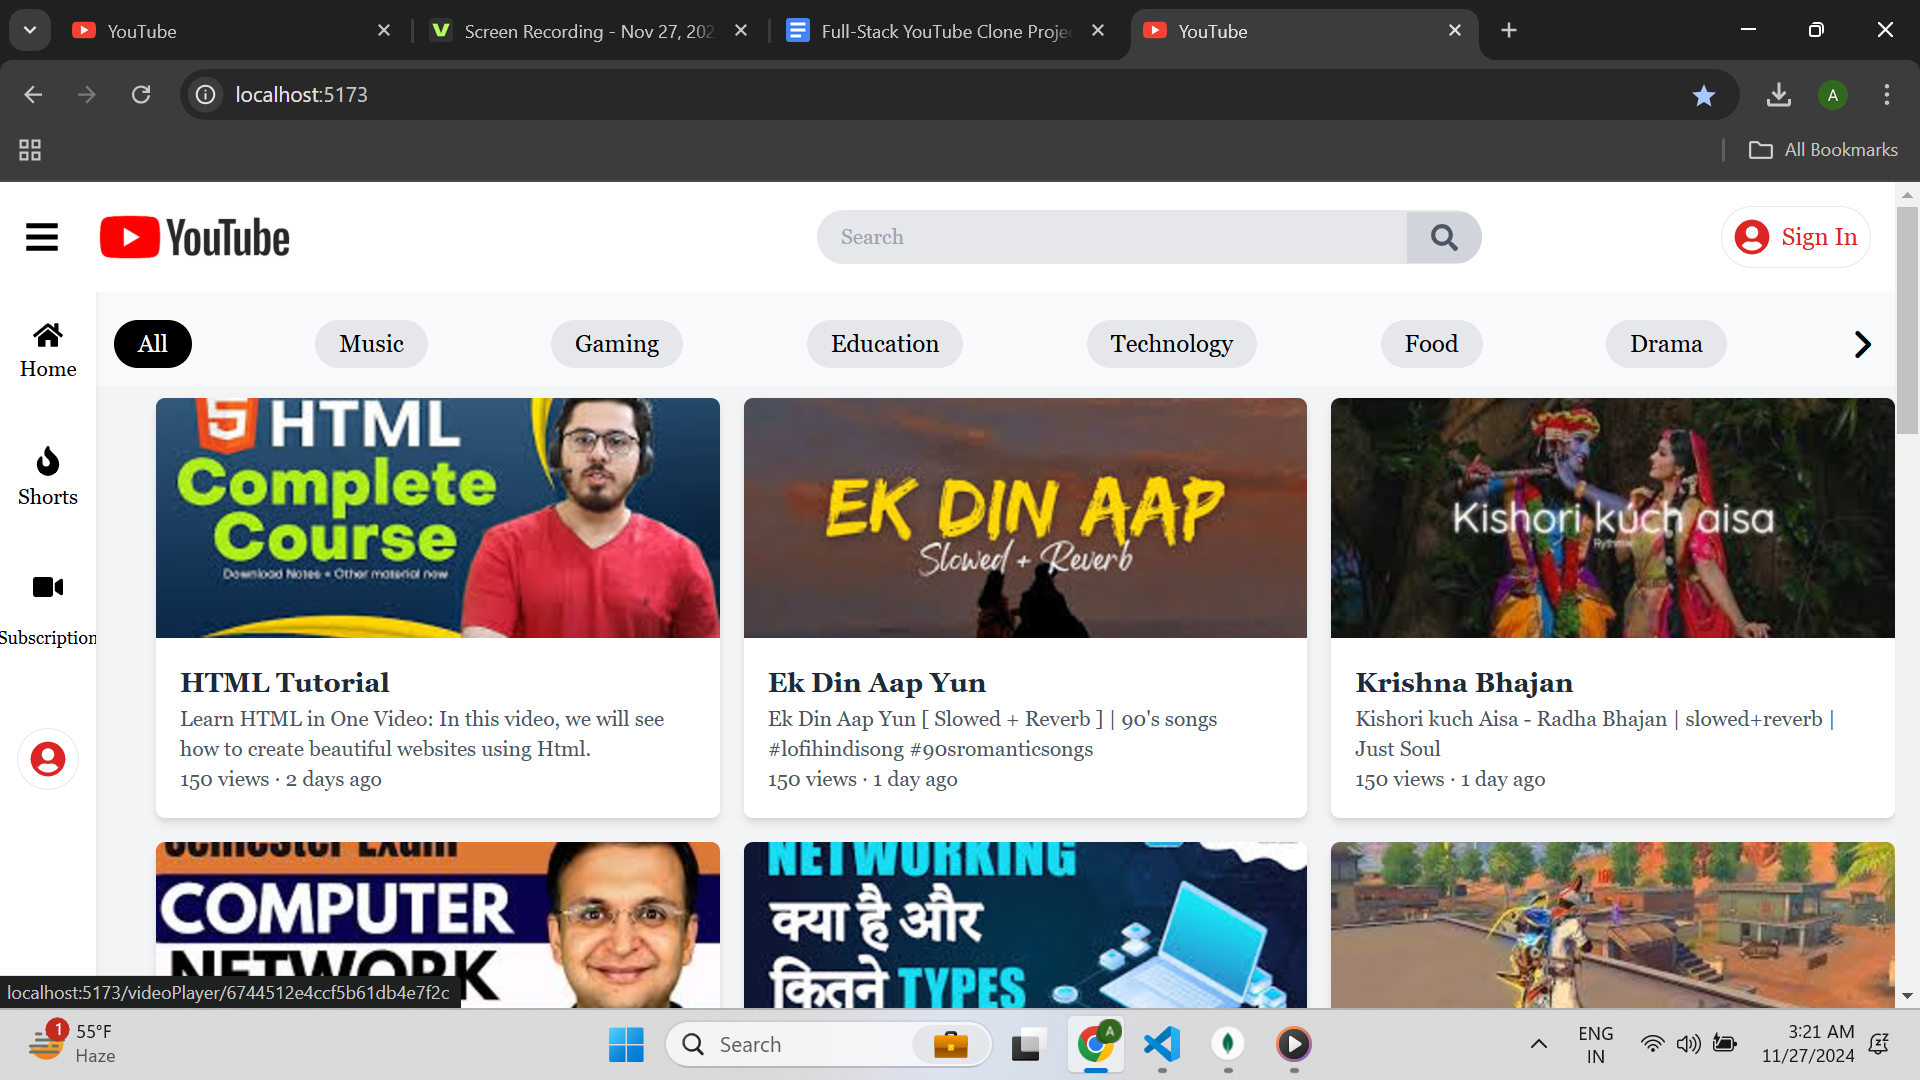 YouTube
Screen Recording - Nov 27, 202
Full-Stack YouTube Clone Proje
YouTube
localhost:5173
A
All Bookmarks
YouTube
Search
Sign In
All
Music
Gaming
Education
Technology
Food
Drama
Home
Shorts
Subscription
5 HTML
Complete
Course
Download Notes + Other material now
EK DIN AAP
Slowed + Reverb
Kishori kuch aisa
HTML Tutorial
Learn HTML in One Video: In this video, we will see
how to create beautiful websites using Html.
150 views · 2 days ago
Ek Din Aap Yun
Ek Din Aap Yun [ Slowed + Reverb ] | 90's songs
#lofihindisong #90sromanticsongs
150 views · 1 day ago
Krishna Bhajan
Kishori kuch Aisa - Radha Bhajan | slowed+reverb |
Just Soul
150 views · 1 day ago
Semester Exam
COMPUTER
NETWORK
NETWORKING
क्या है और
कितने TYPES
localhost:5173/videoPlayer/6744512e4ccf5b61db4e7f2c
1
55°F
Haze
Search
A
ENG
IN
3:21 AM
11/27/2024